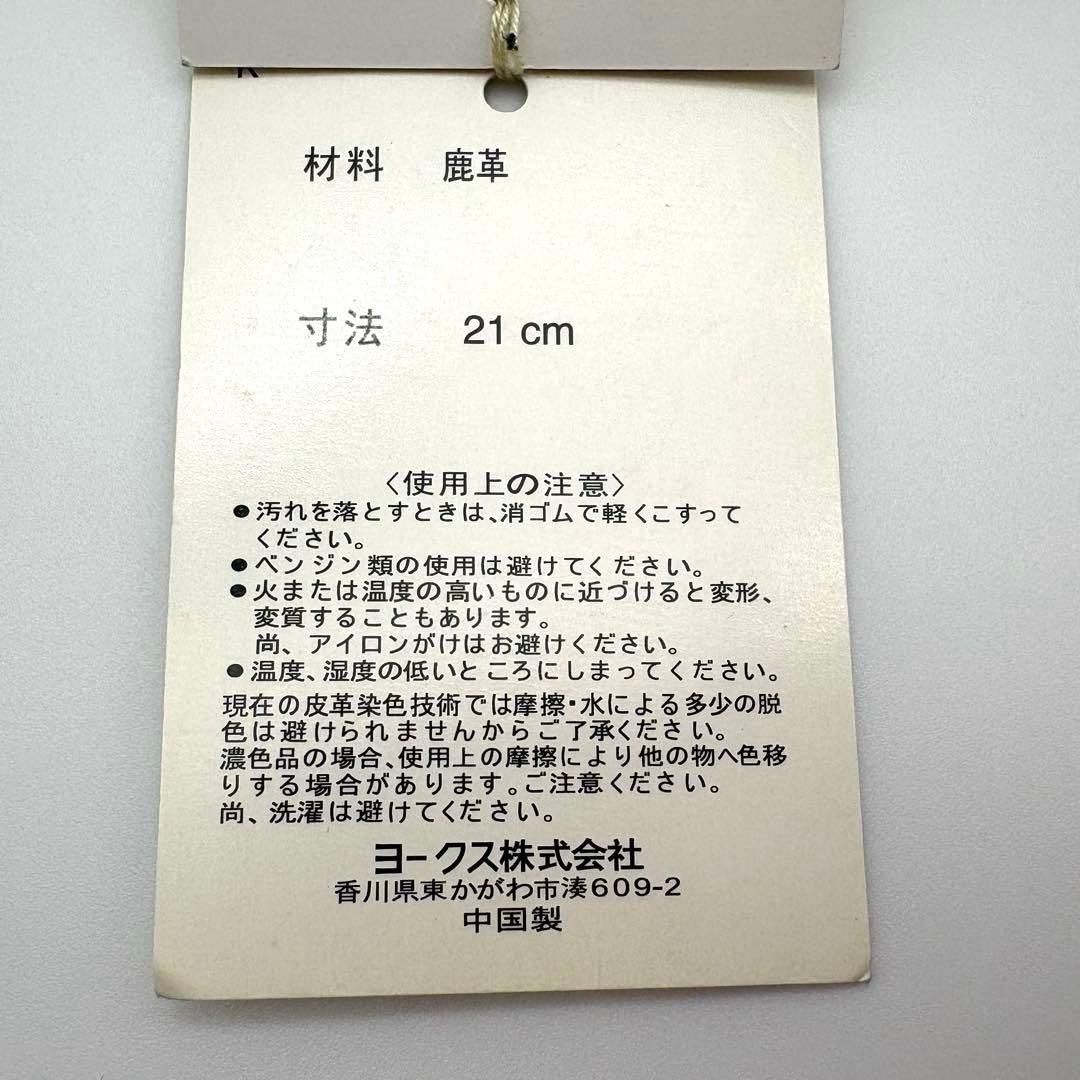 材料 鹿革
寸法 21 cm
〈使用上の注意〉
●汚れを落とすときは、消ゴムで軽くこすって
ください。
●ベンジン類の使用は避けてください。
●火または温度の高いものに近づけると変形、
変質することもあります。
尚、アイロンがけはお避けください。
●温度、湿度の低いところにしまってください。
現在の皮革染色技術では摩擦・水による多少の脱
色は避けられませんからご了承ください。
濃色品の場合、使用上の摩擦により他の物へ色移
りする場合があります。ご注意ください。
尚、洗濯は避けてください。
ヨークス株式会社
香川県東かがわ市湊609-2
中国製